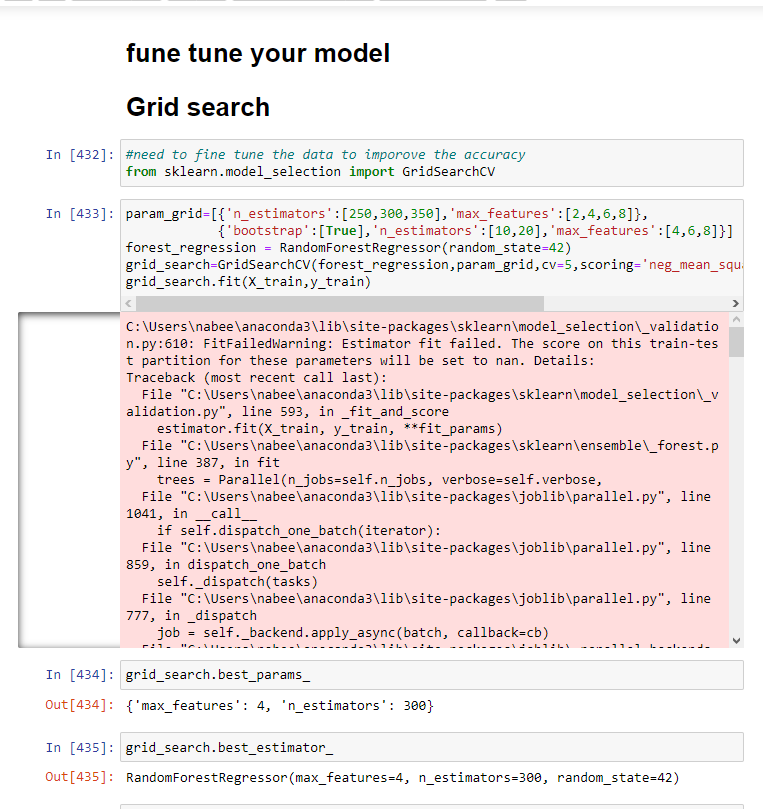 fune tune your model
Grid search
In [432]: #need to fine tune the data to imporove the accuracy
from sklearn.model_selection import GridSearchCV
In [433]: param_grid=[{'n_estimators':[250,300,350],'max_features':[2,4,6,8]},
{'bootstrap':[True],'n_estimators':[10,20],'max_features':[4,6,8]}]
forest_regression = RandomForestRegressor(random_state=42)
grid_search=GridSearchCV(forest_regression,param_grid,cv=5,scoring='neg_mean_squ
grid_search.fit(X_train,y_train)
C:\Users\nabee\anaconda3\lib\site-packages\sklearn\model_selection\_validatio
n.py:610: FitFailedWarning: Estimator fit failed. The score on this train-tes
t partition for these parameters will be set to nan. Details:
Traceback (most recent call last):
  File "C:\Users\nabee\anaconda3\lib\site-packages\sklearn\model_selection\_v
alidation.py", line 593, in _fit_and_score
    estimator.fit(X_train, y_train, **fit_params)
  File "C:\Users\nabee\anaconda3\lib\site-packages\sklearn\ensemble\_forest.p
y", line 387, in fit
    trees = Parallel(n_jobs=self.n_jobs, verbose=self.verbose,
  File "C:\Users\nabee\anaconda3\lib\site-packages\joblib\parallel.py", line
1041, in __call__
    if self.dispatch_one_batch(iterator):
  File "C:\Users\nabee\anaconda3\lib\site-packages\joblib\parallel.py", line
859, in dispatch_one_batch
    self._dispatch(tasks)
  File "C:\Users\nabee\anaconda3\lib\site-packages\joblib\parallel.py", line
777, in _dispatch
    job = self._backend.apply_async(batch, callback=cb)
In [434]: grid_search.best_params_
Out[434]: {'max_features': 4, 'n_estimators': 300}
In [435]: grid_search.best_estimator_
Out[435]: RandomForestRegressor(max_features=4, n_estimators=300, random_state=42)